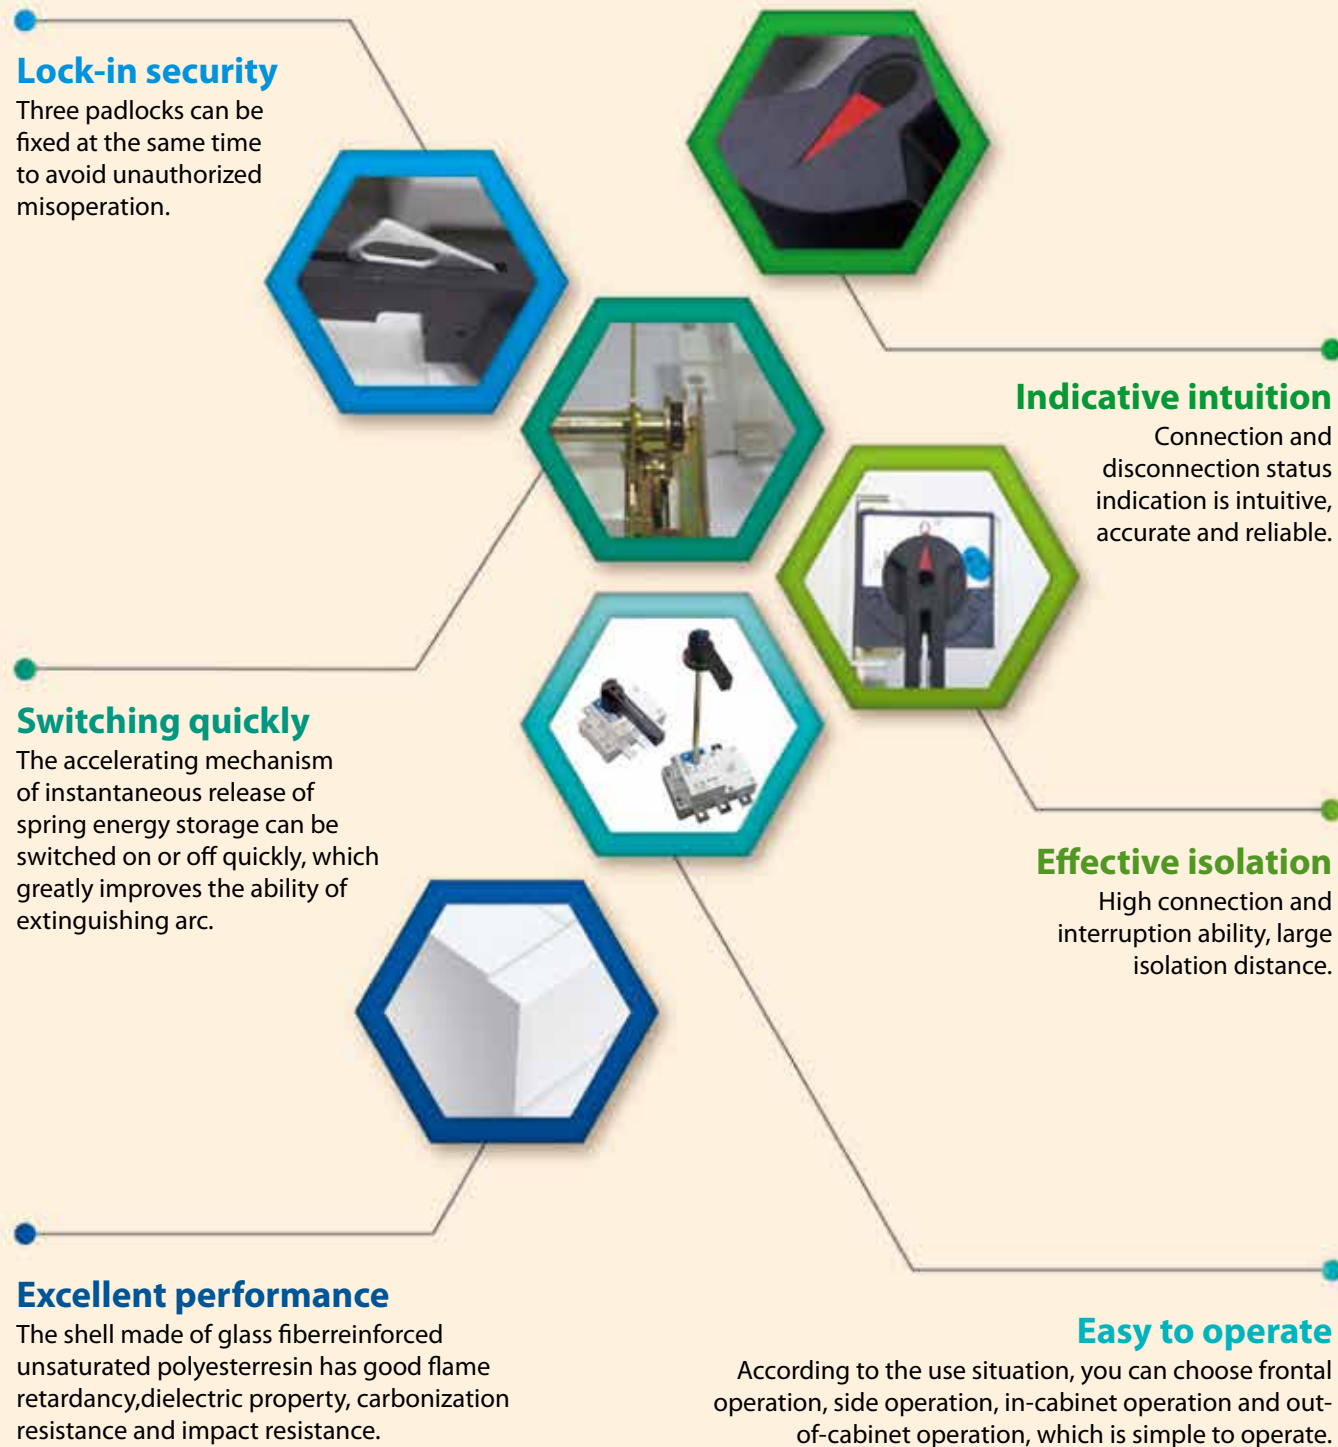 Lock-in security
Three padlocks can be
fixed at the same time
to avoid unauthorized
misoperation.
Indicative intuition
Connection and
disconnection status
indication is intuitive,
accurate and reliable.
Switching quickly
The accelerating mechanism
of instantaneous release of
spring energy storage can be
switched on or off quickly, which
greatly improves the ability of
extinguishing arc.
Effective isolation
High connection and
interruption ability, large
isolation distance.
Excellent performance
The shell made of glass fiberreinforced
unsaturated polyesterresin has good flame
retardancy,dielectric property, carbonization
resistance and impact resistance.
Easy to operate
According to the use situation, you can choose frontal
operation, side operation, in-cabinet operation and out-
of-cabinet operation, which is simple to operate.